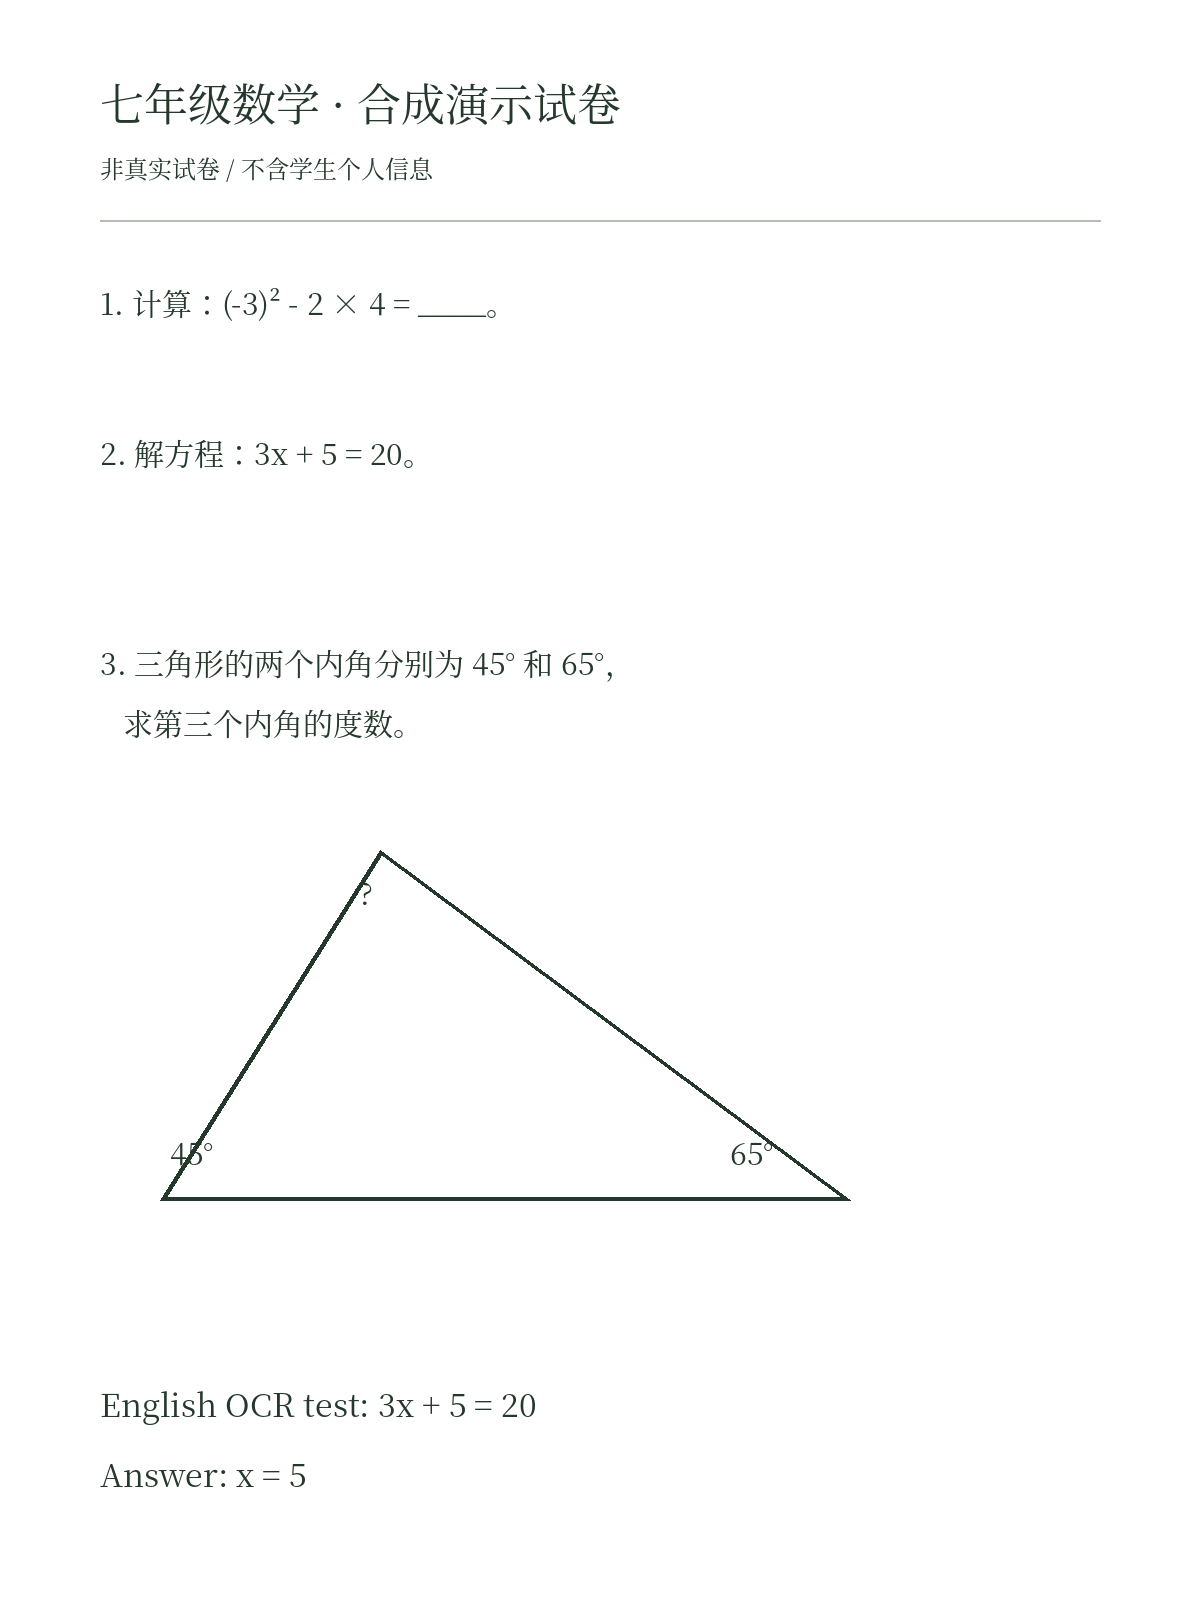 七年级数学 · 合成演示试卷
非真实试卷 / 不含学生个人信息
1. 计算：(-3)² - 2 × 4 = _____。
2. 解方程：3x + 5 = 20。
3. 三角形的两个内角分别为 45° 和 65°，
求第三个内角的度数。
?
45° 65°
English OCR test: 3x + 5 = 20
Answer: x = 5